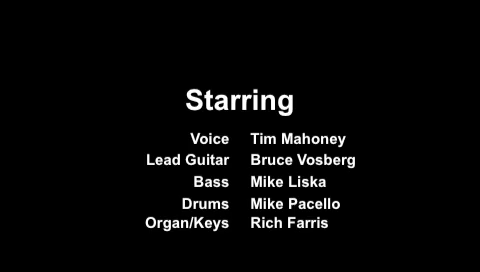 Starring
Voice Tim Mahoney
Lead Guitar Bruce Vosberg
Bass Mike Liska
Drums Mike Pacello
Organ/Keys Rich Farris